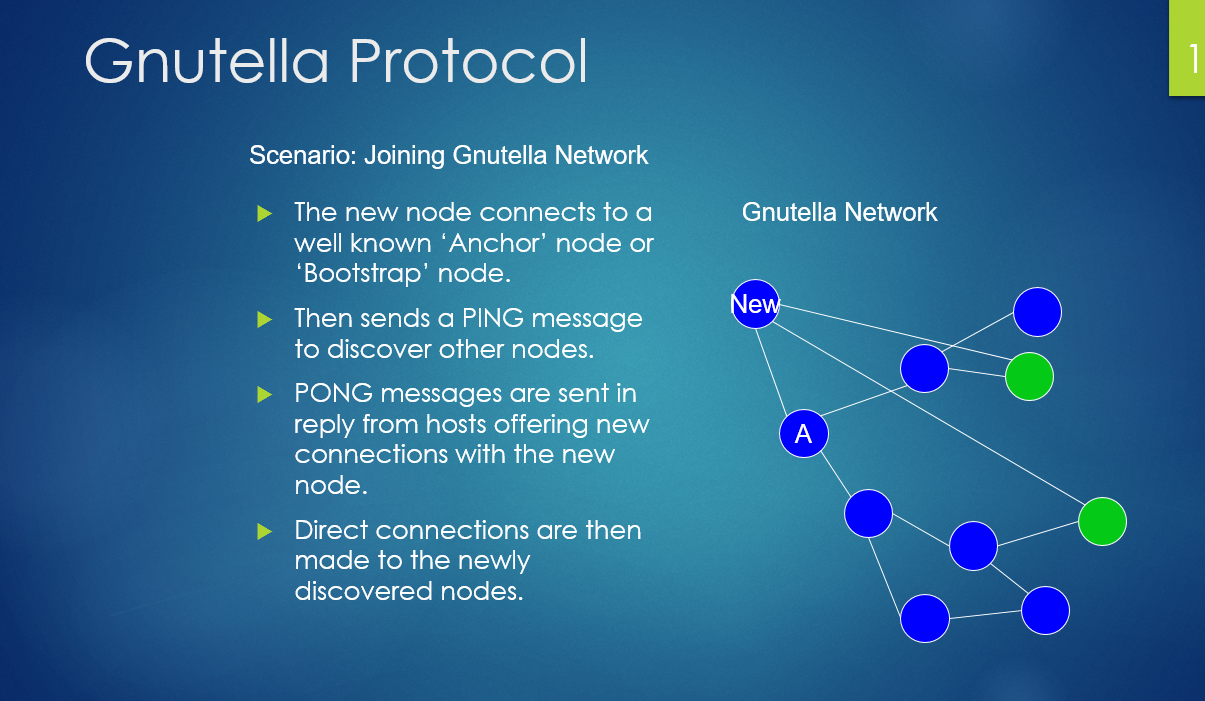 Gnutella Protocol
1
Scenario: Joining Gnutella Network
The new node connects to a
well known ‘Anchor’ node or
‘Bootstrap’ node.
Then sends a PING message
to discover other nodes.
PONG messages are sent in
reply from hosts offering new
connections with the new
node.
Direct connections are then
made to the newly
discovered nodes.
Gnutella Network
New
A